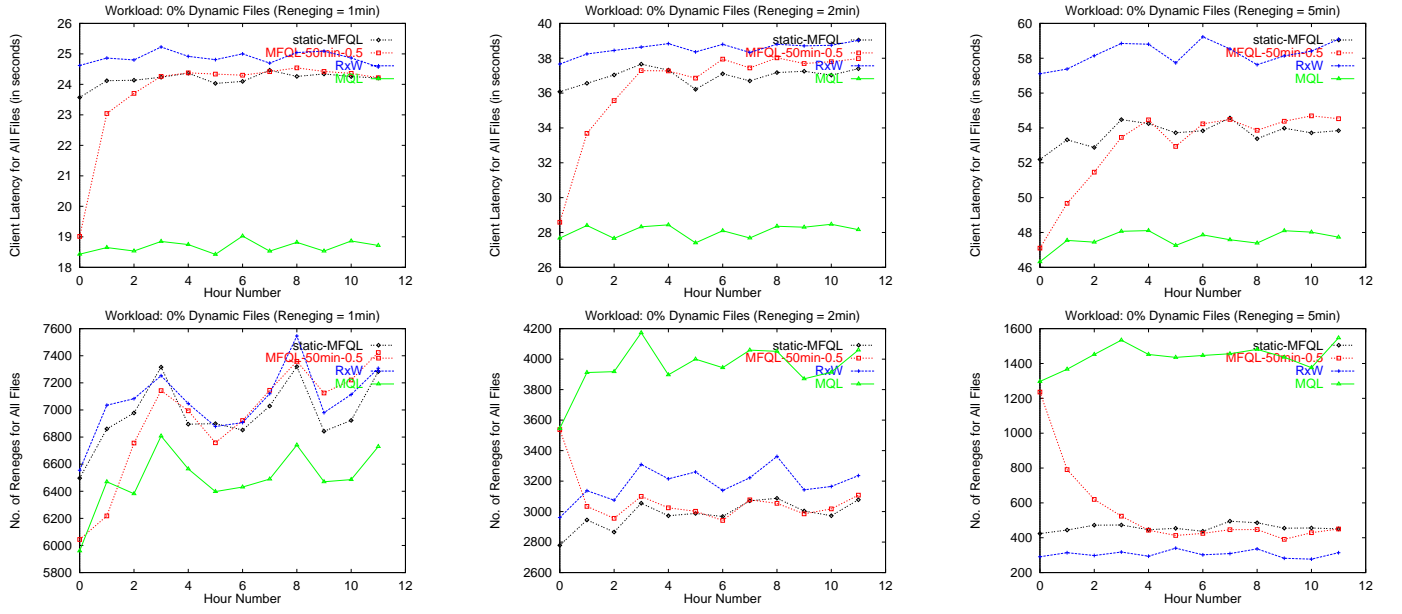 Workload: 0% Dynamic Files (Reneging = 1min)
Client Latency for All Files (in seconds)
26
25
24
23
22
21
20
19
18
0 2 4 6 8 10 12
Hour Number
static-MFQL
MFQL-50min-0.5
RxW
MQL
Workload: 0% Dynamic Files (Reneging = 2min)
Client Latency for All Files (in seconds)
40
38
36
34
32
30
28
26
0 2 4 6 8 10 12
Hour Number
static-MFQL
MFQL-50min-0.5
RxW
MQL
Workload: 0% Dynamic Files (Reneging = 5min)
Client Latency for All Files (in seconds)
60
58
56
54
52
50
48
46
0 2 4 6 8 10 12
Hour Number
static-MFQL
MFQL-50min-0.5
RxW
MQL
Workload: 0% Dynamic Files (Reneging = 1min)
No. of Reneges for All Files
7600
7400
7200
7000
6800
6600
6400
6200
6000
5800
0 2 4 6 8 10 12
Hour Number
static-MFQL
MFQL-50min-0.5
RxW
MQL
Workload: 0% Dynamic Files (Reneging = 2min)
No. of Reneges for All Files
4200
4000
3800
3600
3400
3200
3000
2800
2600
0 2 4 6 8 10 12
Hour Number
static-MFQL
MFQL-50min-0.5
RxW
MQL
Workload: 0% Dynamic Files (Reneging = 5min)
No. of Reneges for All Files
1600
1400
1200
1000
800
600
400
200
0 2 4 6 8 10 12
Hour Number
static-MFQL
MFQL-50min-0.5
RxW
MQL